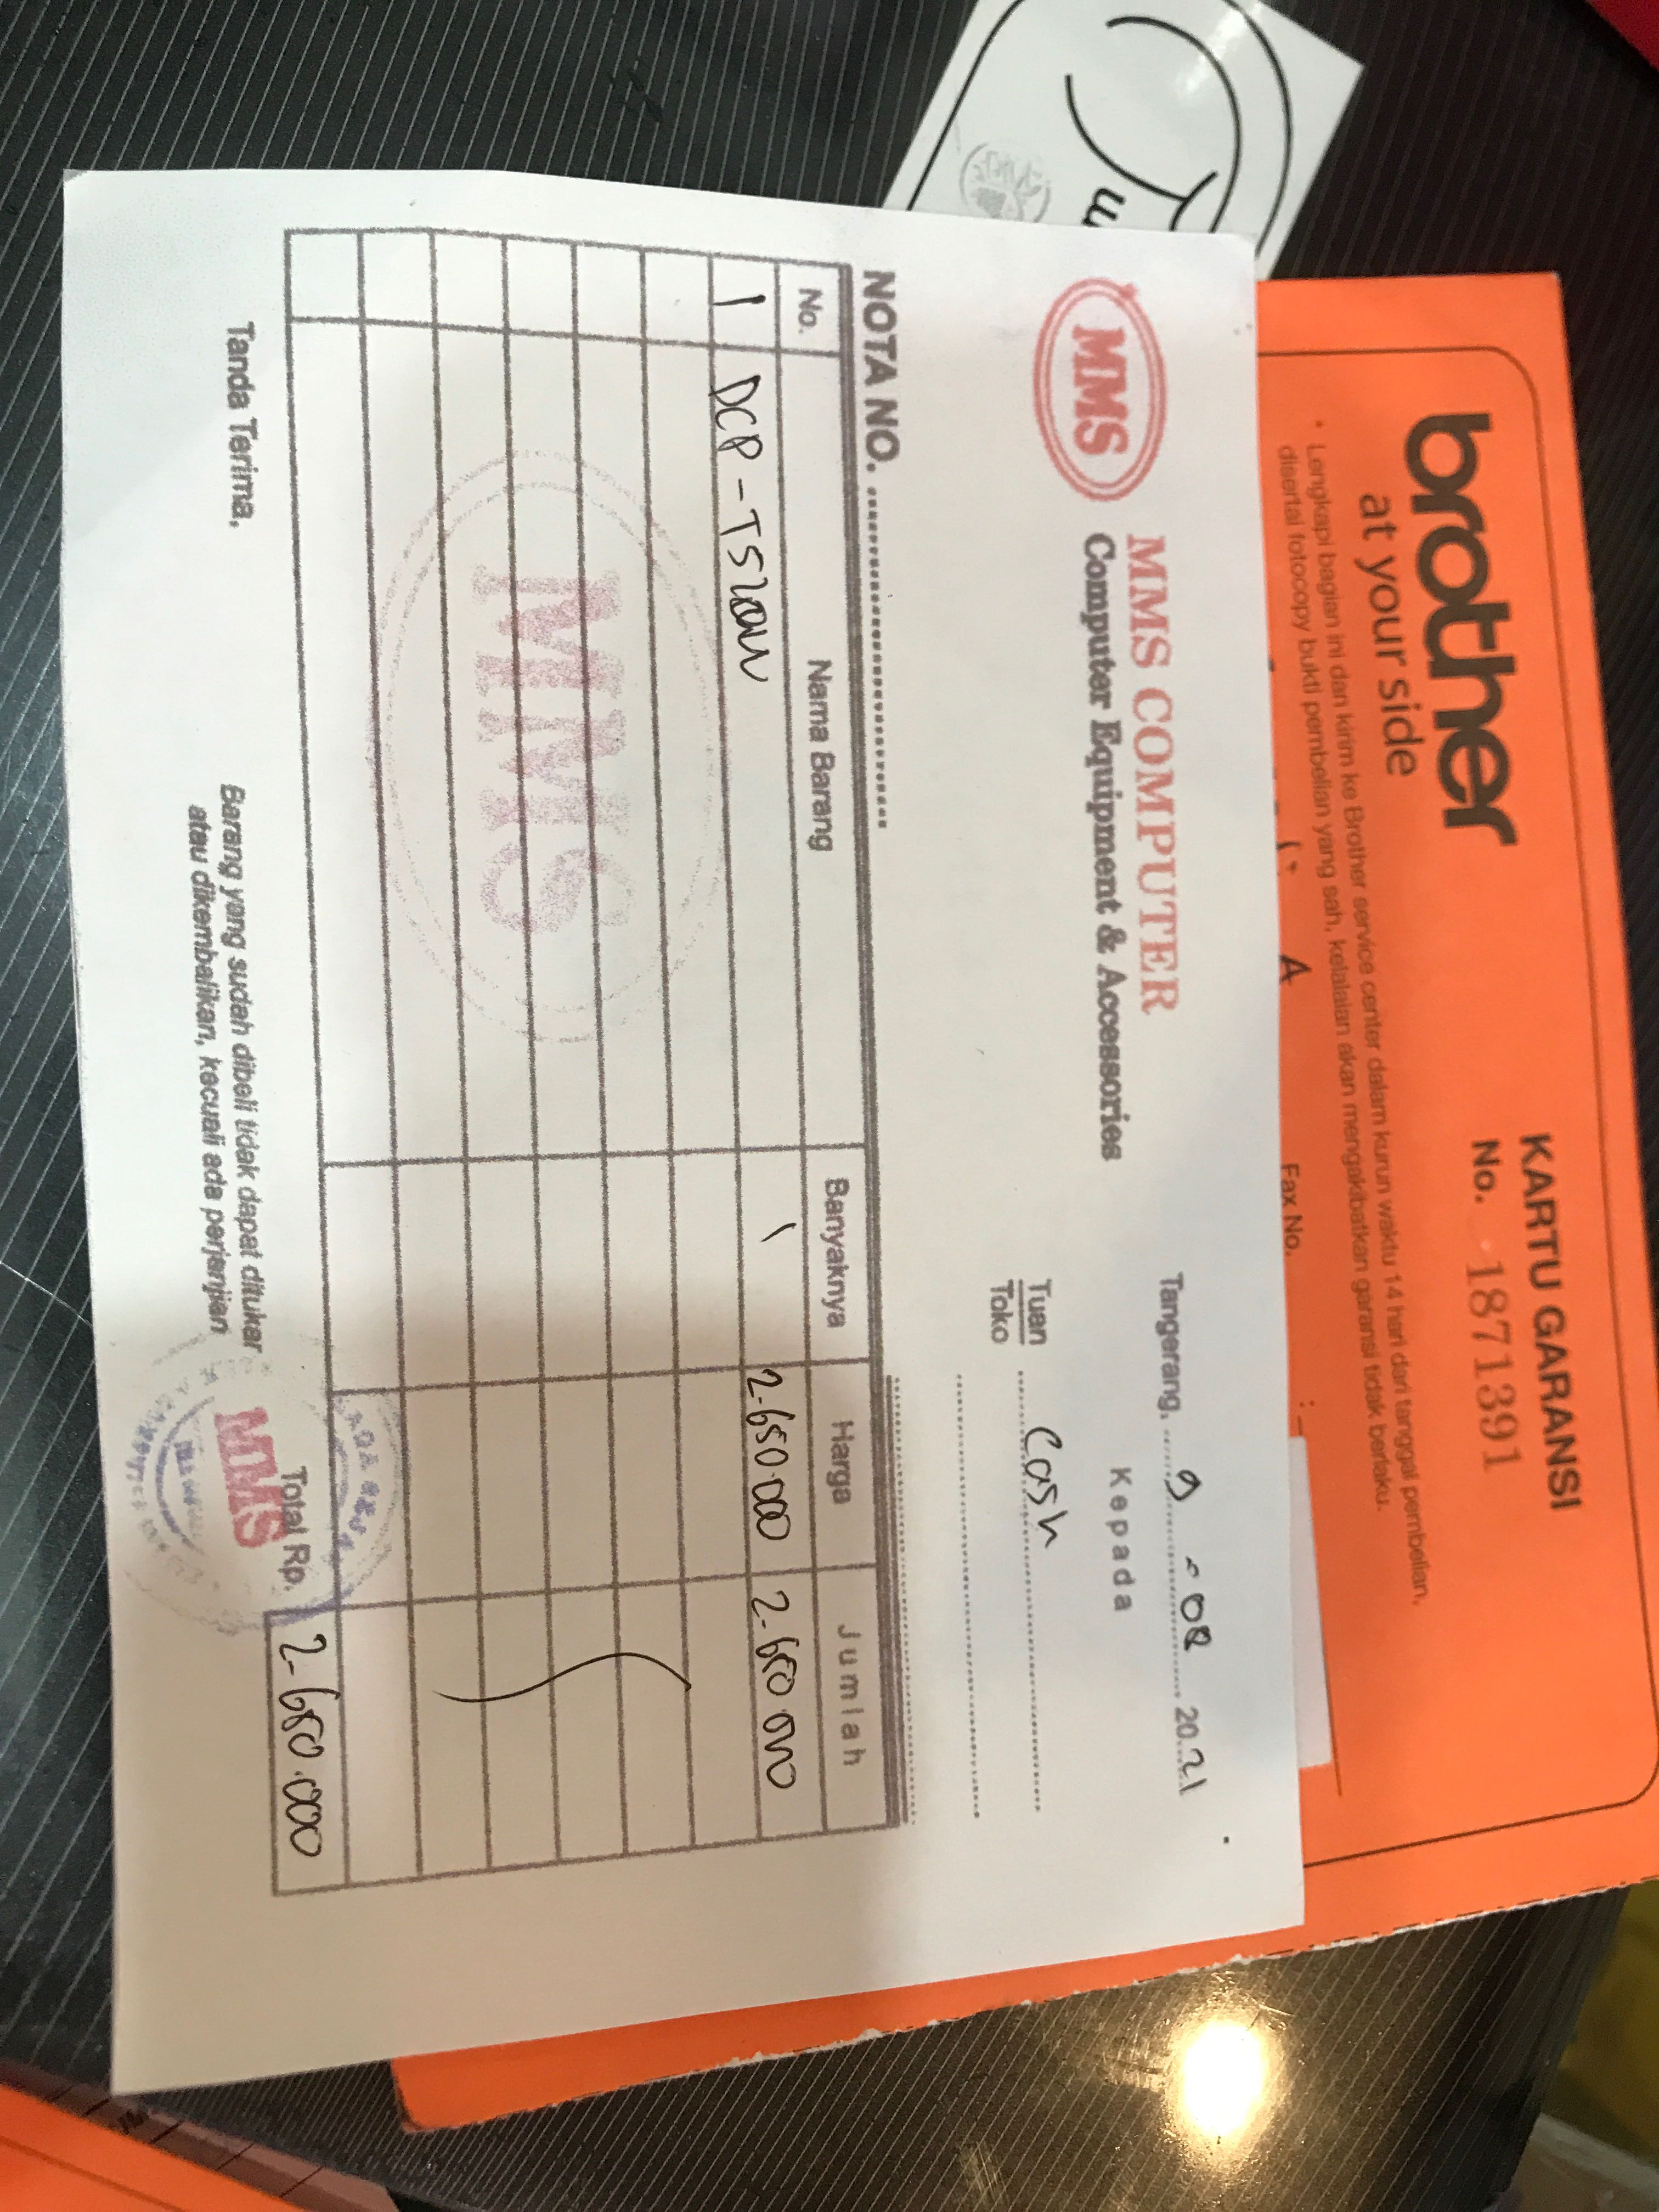 brother
at your side
KARTU GARANSI
No. 1871391
* Lengkapi bagian ini dan kirim ke Brother service center dalam kurun waktu 14 hari dari tanggal pembelian,
disertai fotocopy bukti pembelian yang sah, kelalaian akan mengakibatkan garansi tidak berlaku.
A
Fax No. :
MMS
MMS COMPUTER
Computer Equipment & Accessories
Tangerang, 9 - 08 2021
Kepada
Tuan Cash
Toko
NOTA NO.
No. Nama Barang Banyaknya Harga Jumlah
1 DCP-T520W 1 2.650.000 2.650.000
MMS
Total Rp. 2.650.000
Tanda Terima,
Barang yang sudah dibeli tidak dapat ditukar
atau dikembalikan, kecuali ada perjanjian
MMS